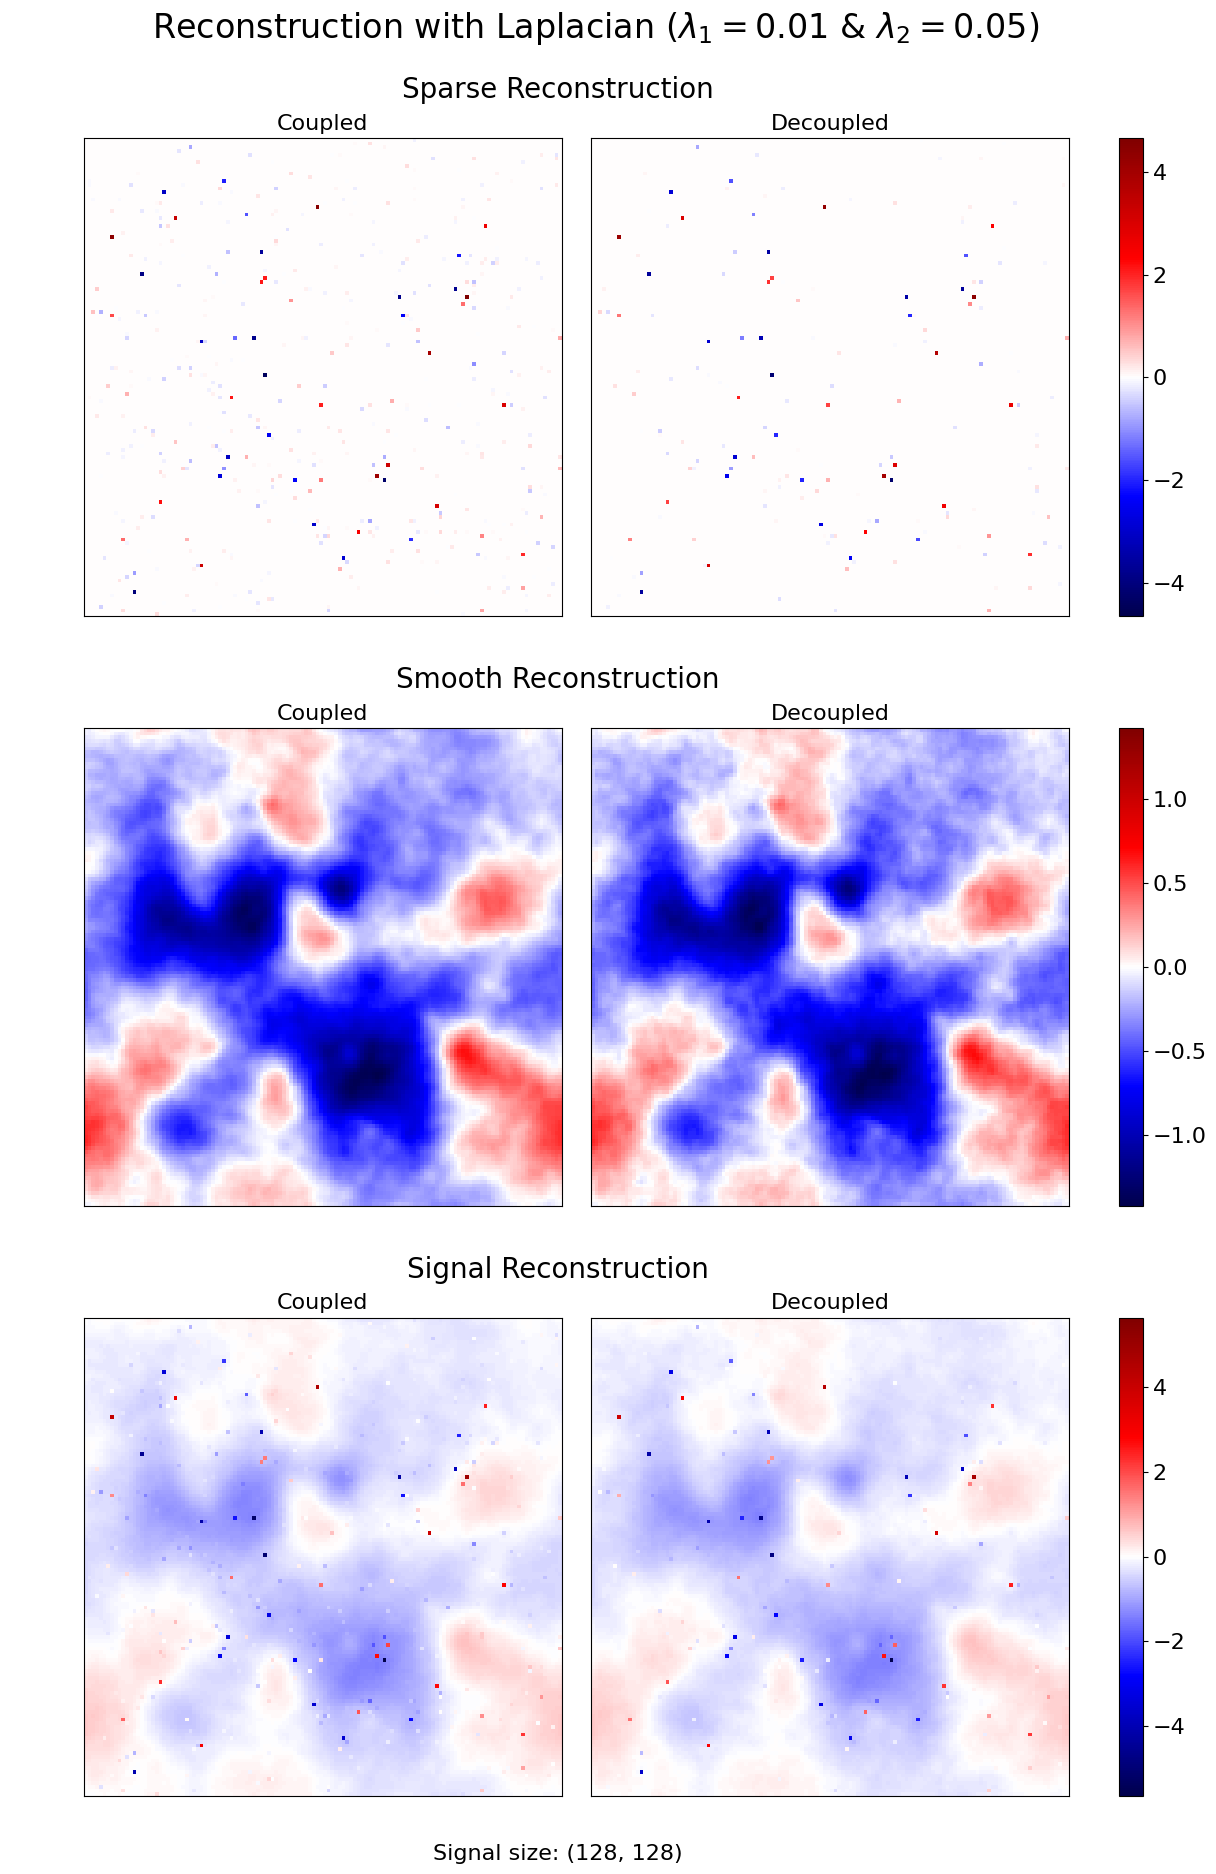 Reconstruction with Laplacian (λ₁ = 0.01 & λ₂ = 0.05)
Sparse Reconstruction
Coupled
Decoupled
4
2
0
−2
−4
Smooth Reconstruction
Coupled
Decoupled
1.0
0.5
0.0
−0.5
−1.0
Signal Reconstruction
Coupled
Decoupled
4
2
0
−2
−4
Signal size: (128, 128)